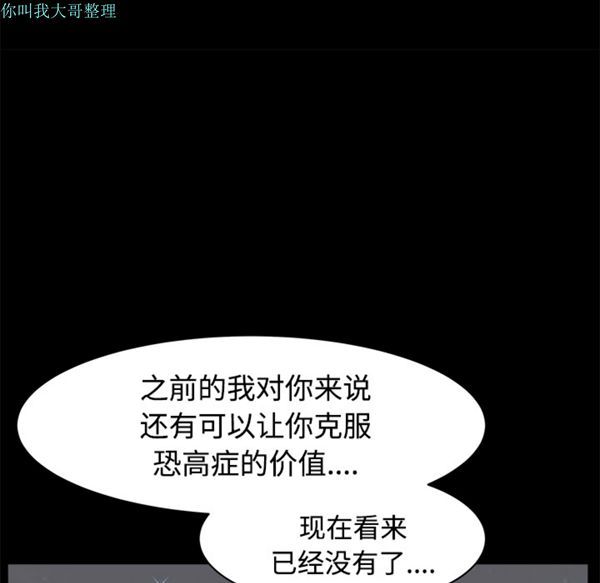 你叫我大哥整理
之前的我对你来说
还有可以让你克服
恐高症的价值....
现在看来
已经没有了....